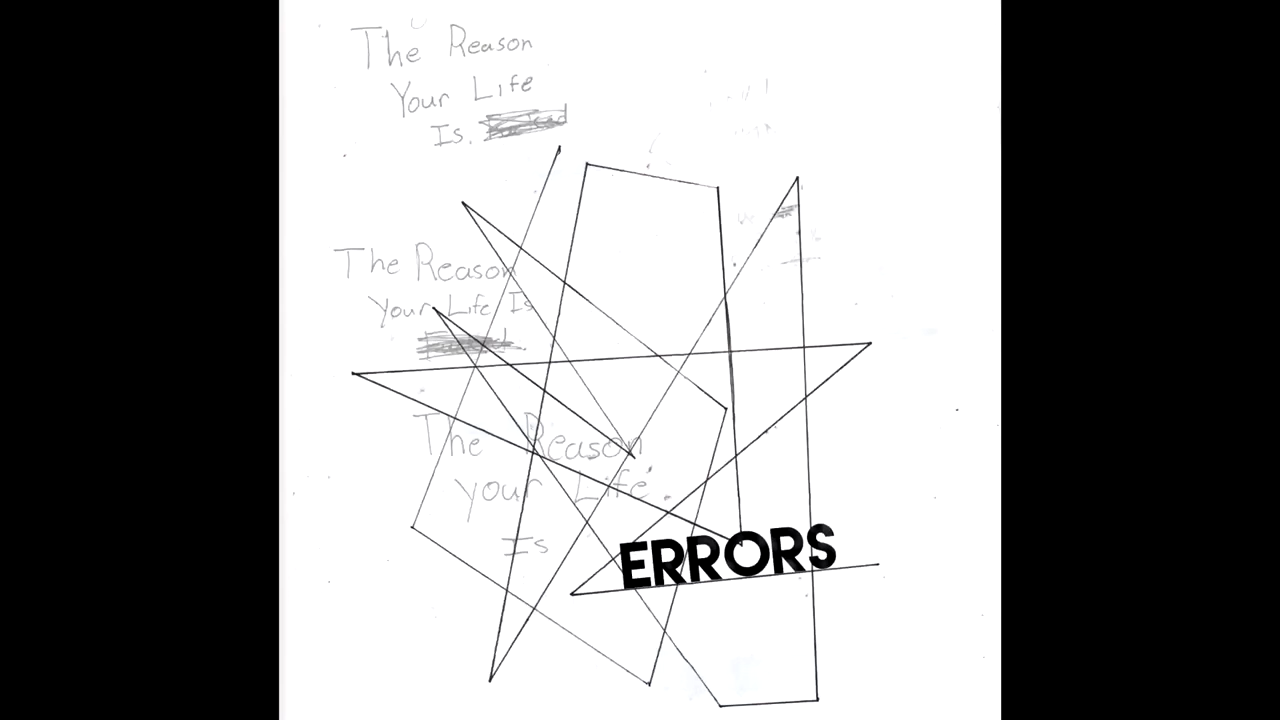 The Reason
Your Life
Is.
The Reason
Your Life Is
The Reason
your Life.
Is
ERRORS